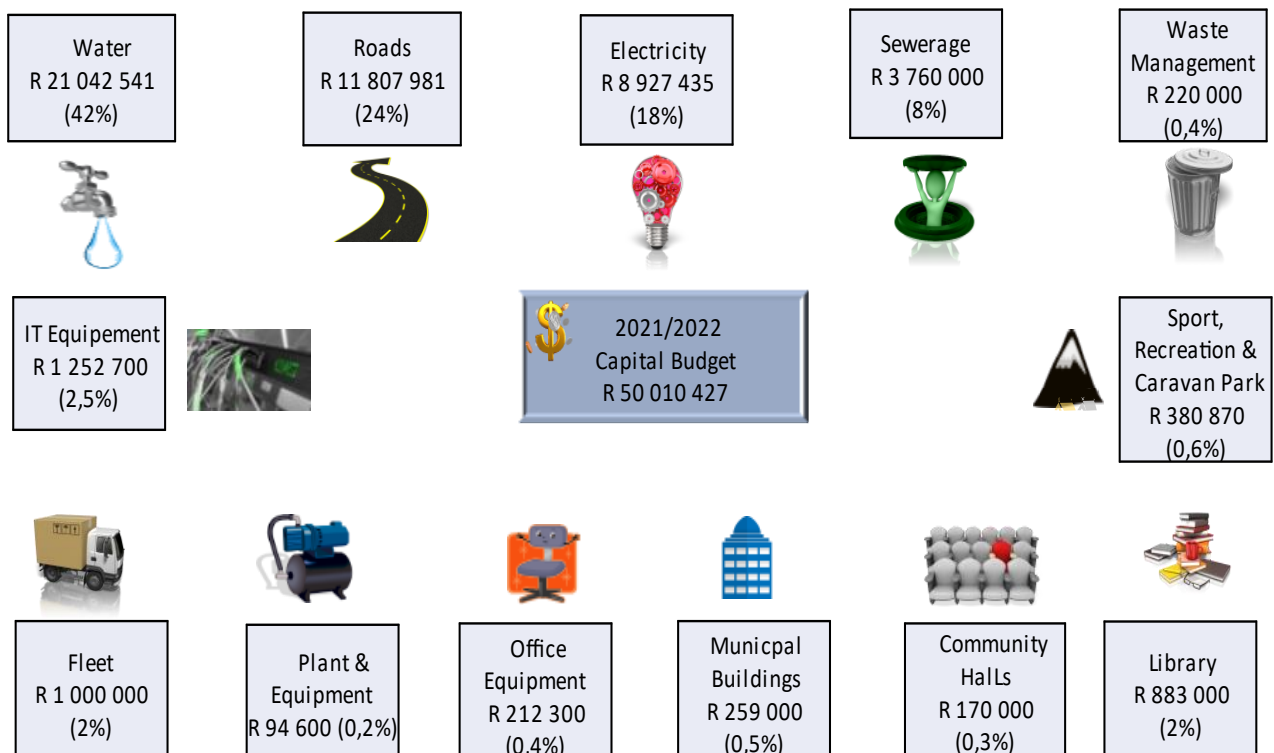 Water
R 21 042 541
(42%)
Roads
R 11 807 981
(24%)
Electricity
R 8 927 435
(18%)
Sewerage
R 3 760 000
(8%)
Waste
Management
R 220 000
(0,4%)
IT Equipement
R 1 252 700
(2,5%)
2021/2022
Capital Budget
R 50 010 427
Sport,
Recreation &
Caravan Park
R 380 870
(0,6%)
Fleet
R 1 000 000
(2%)
Plant &
Equipment
R 94 600 (0,2%)
Office
Equipment
R 212 300
(0,4%)
Municpal
Buildings
R 259 000
(0,5%)
Community
HalLs
R 170 000
(0,3%)
Library
R 883 000
(2%)